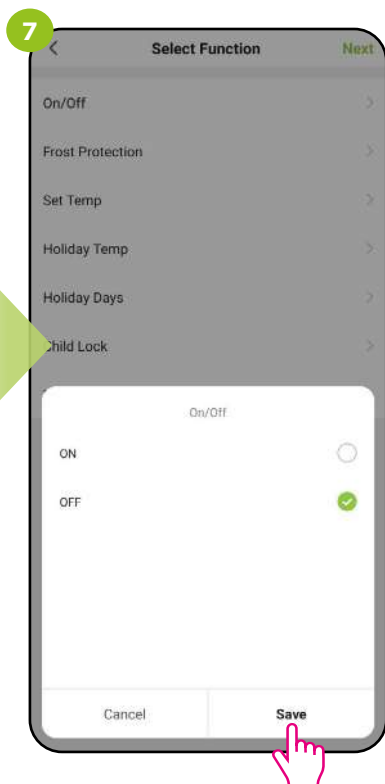 7
Select Function
Next
On/Off
Frost Protection
Set Temp
Holiday Temp
Holiday Days
Child Lock
On/Off
ON
OFF
Cancel
Save